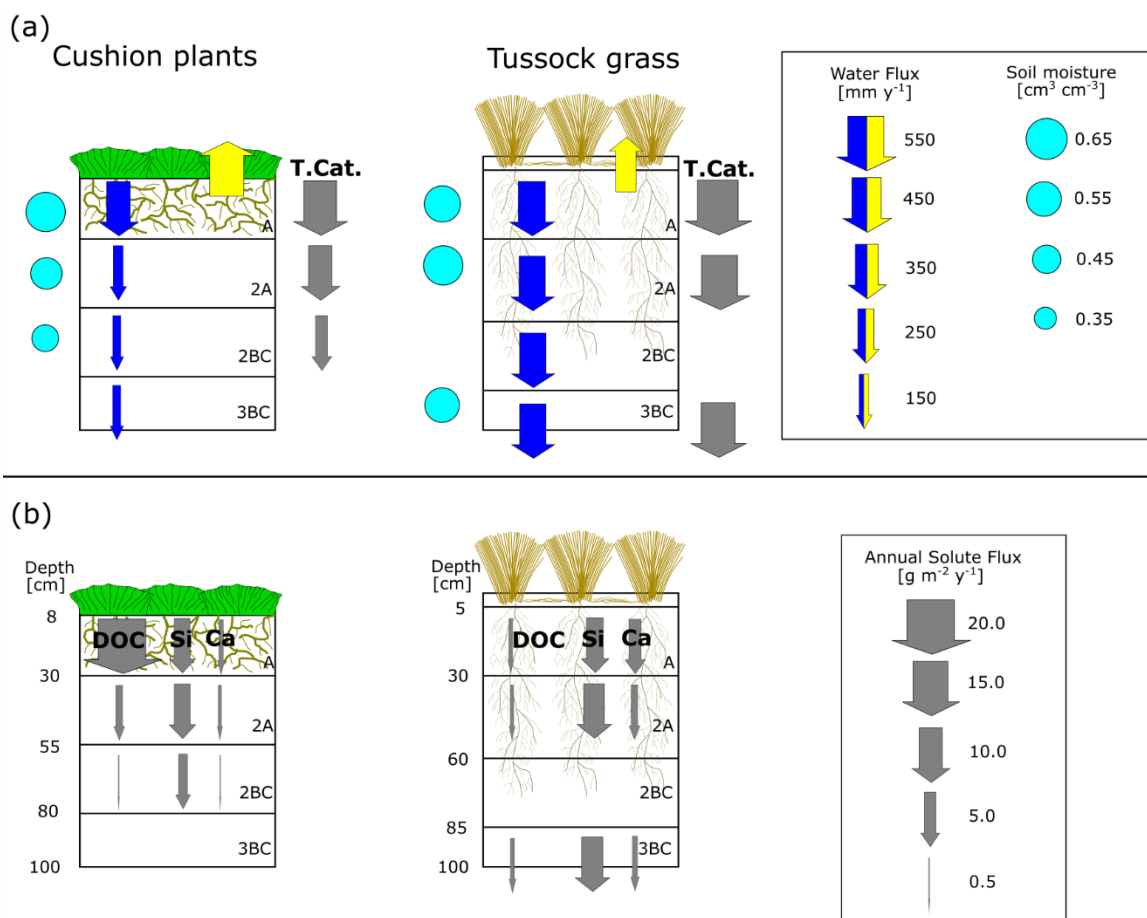 (a)
Cushion plants
Tussock grass
T.Cat.
T.Cat.
A
2A
2BC
3BC
A
2A
2BC
3BC
Water Flux
[mm y⁻¹]
550
450
350
250
150
Soil moisture
[cm³ cm⁻³]
0.65
0.55
0.45
0.35
(b)
Depth
[cm]
8
30
55
80
100
DOC Si Ca
A
2A
2BC
3BC
Depth
[cm]
5
30
60
85
100
DOC Si Ca
A
2A
2BC
3BC
Annual Solute Flux
[g m⁻² y⁻¹]
20.0
15.0
10.0
5.0
0.5